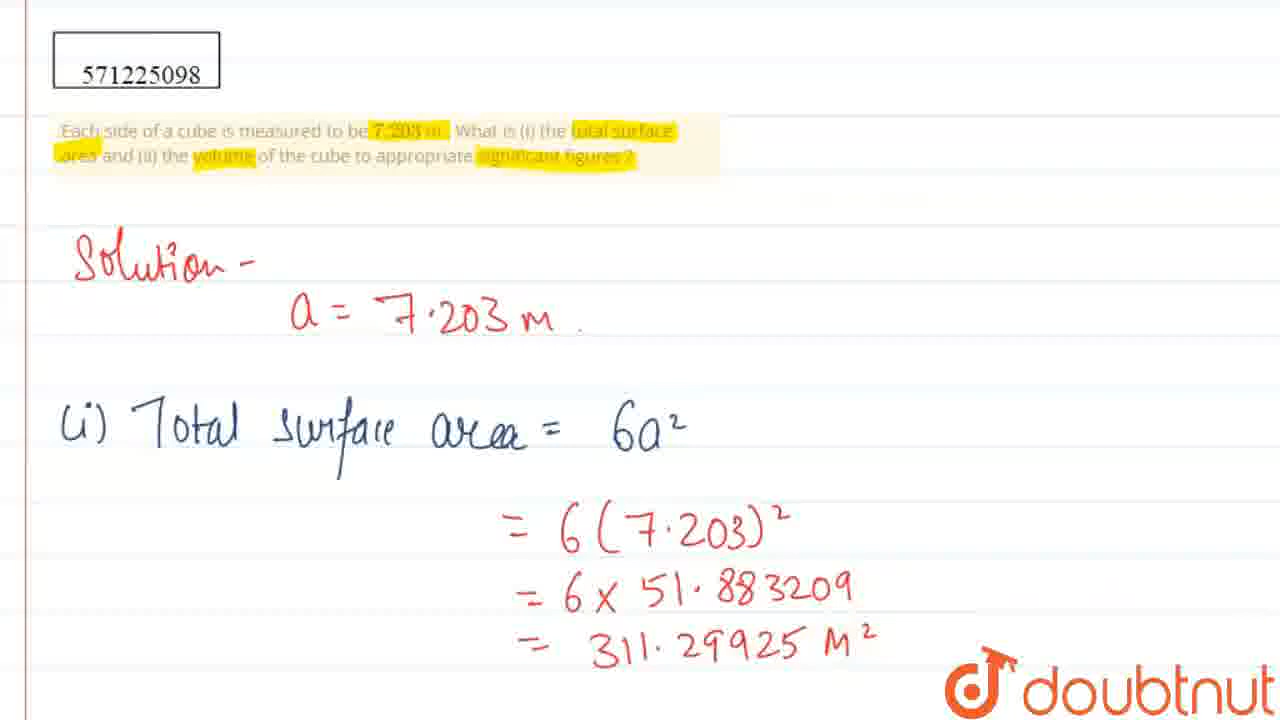 571225098
Each side of a cube is measured to be 7.203 m. What is (i) the total surface
area and (ii) the volume of the cube to appropriate significant figures ?
Solution -
a = 7.203 m.
(i) Total surface area = 6a²
= 6 (7.203)²
= 6 x 51.883209
= 311.29925 M²
doubtnut